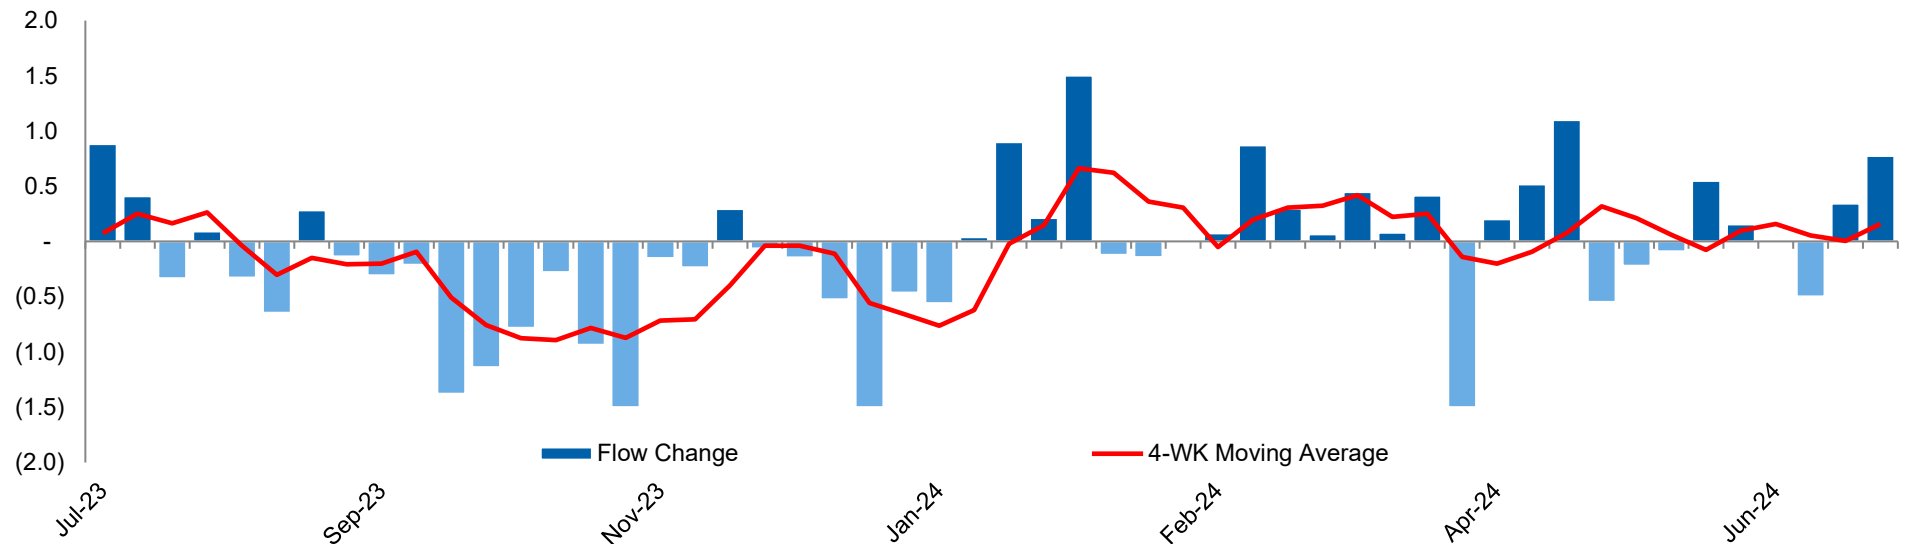 2.0
1.5
1.0
0.5
-
(0.5)
(1.0)
(1.5)
(2.0)
Flow Change
4-WK Moving Average
Jul-23
Sep-23
Nov-23
Jan-24
Feb-24
Apr-24
Jun-24